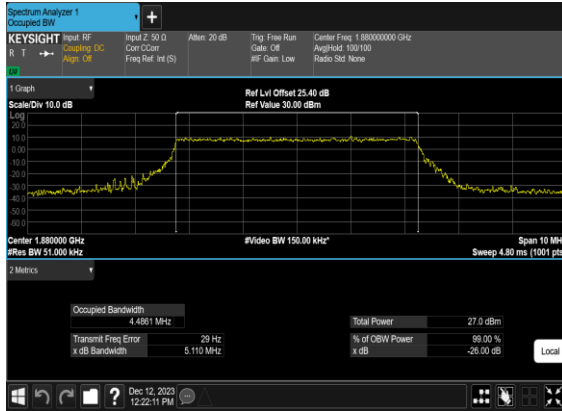 Spectrum Analyzer 1
Occupied BW
KEYSIGHT
R T
LU
Input: RF
Coupling: DC
Align: Off
Input Z: 50 Ω
Corr CCorr
Freq Ref: Int (S)
Atten: 20 dB
Trig: Free Run
Gate: Off
#IF Gain: Low
Center Freq: 1.880000000 GHz
Avg|Hold: 100/100
Radio Std: None
1 Graph
Scale/Div 10.0 dB
Ref Lvl Offset 25.40 dB
Ref Value 30.00 dBm
Log
20.0
10.0
0.00
-10.0
-20.0
-30.0
-40.0
-50.0
-60.0
Center 1.880000 GHz
#Res BW 51.000 kHz
#Video BW 150.00 kHz*
Span 10 MH
Sweep 4.80 ms (1001 pts
2 Metrics
Occupied Bandwidth
4.4861 MHz
Transmit Freq Error 29 Hz
x dB Bandwidth 5.110 MHz
Total Power 27.0 dBm
% of OBW Power 99.00 %
x dB -26.00 dB
Local
?
Dec 12, 2023
12:22:11 PM